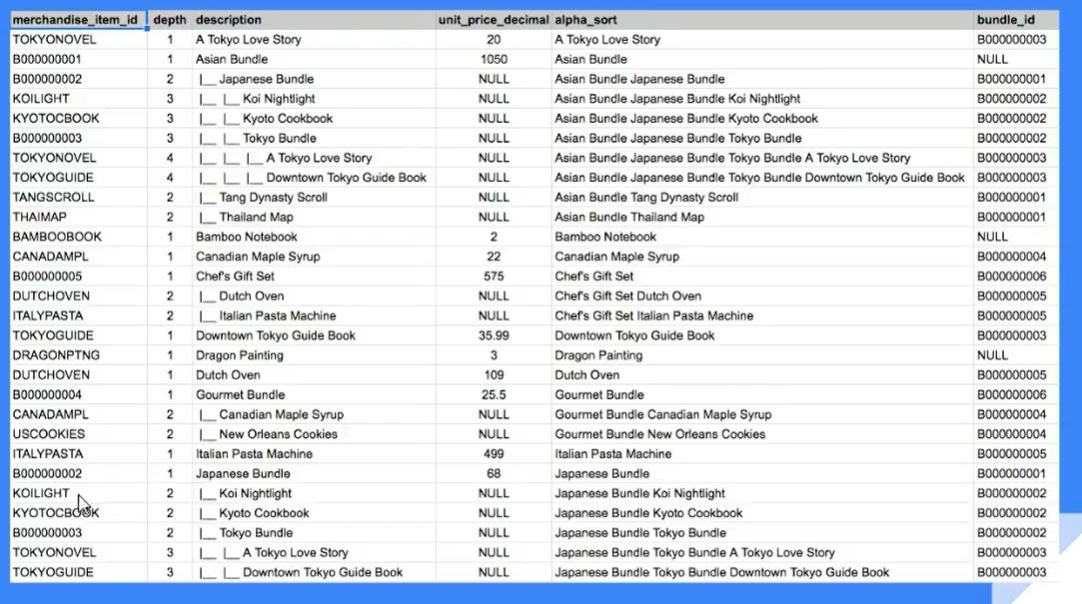 merchandise_item_id depth description unit_price_decimal alpha_sort bundle_id
TOKYONOVEL 1 A Tokyo Love Story 20 A Tokyo Love Story B000000003
B000000001 1 Asian Bundle 1050 Asian Bundle NULL
B000000002 2 |__ Japanese Bundle NULL Asian Bundle Japanese Bundle B000000001
KOILIGHT 3 |__ |__ Koi Nightlight NULL Asian Bundle Japanese Bundle Koi Nightlight B000000002
KYOTOCBOOK 3 |__ |__ Kyoto Cookbook NULL Asian Bundle Japanese Bundle Kyoto Cookbook B000000002
B000000003 3 |__ |__ Tokyo Bundle NULL Asian Bundle Japanese Bundle Tokyo Bundle B000000002
TOKYONOVEL 4 |__ |__ |__ A Tokyo Love Story NULL Asian Bundle Japanese Bundle Tokyo Bundle A Tokyo Love Story B000000003
TOKYOGUIDE 4 |__ |__ |__ Downtown Tokyo Guide Book NULL Asian Bundle Japanese Bundle Tokyo Bundle Downtown Tokyo Guide Book B000000003
TANGSCROLL 2 |__ Tang Dynasty Scroll NULL Asian Bundle Tang Dynasty Scroll B000000001
THAIMAP 2 |__ Thailand Map NULL Asian Bundle Thailand Map B000000001
BAMBOOBOOK 1 Bamboo Notebook 2 Bamboo Notebook NULL
CANADAMPL 1 Canadian Maple Syrup 22 Canadian Maple Syrup B000000004
B000000005 1 Chef's Gift Set 575 Chef's Gift Set B000000006
DUTCHOVEN 2 |__ Dutch Oven NULL Chef's Gift Set Dutch Oven B000000005
ITALYPASTA 2 |__ Italian Pasta Machine NULL Chef's Gift Set Italian Pasta Machine B000000005
TOKYOGUIDE 1 Downtown Tokyo Guide Book 35.99 Downtown Tokyo Guide Book B000000003
DRAGONPTNG 1 Dragon Painting 3 Dragon Painting NULL
DUTCHOVEN 1 Dutch Oven 109 Dutch Oven B000000005
B000000004 1 Gourmet Bundle 25.5 Gourmet Bundle B000000006
CANADAMPL 2 |__ Canadian Maple Syrup NULL Gourmet Bundle Canadian Maple Syrup B000000004
USCOOKIES 2 |__ New Orleans Cookies NULL Gourmet Bundle New Orleans Cookies B000000004
ITALYPASTA 1 Italian Pasta Machine 499 Italian Pasta Machine B000000005
B000000002 1 Japanese Bundle 68 Japanese Bundle B000000001
KOILIGHT 2 |__ Koi Nightlight NULL Japanese Bundle Koi Nightlight B000000002
KYOTOCBOOK 2 |__ Kyoto Cookbook NULL Japanese Bundle Kyoto Cookbook B000000002
B000000003 2 |__ Tokyo Bundle NULL Japanese Bundle Tokyo Bundle B000000002
TOKYONOVEL 3 |__ |__ A Tokyo Love Story NULL Japanese Bundle Tokyo Bundle A Tokyo Love Story B000000003
TOKYOGUIDE 3 |__ |__ Downtown Tokyo Guide Book NULL Japanese Bundle Tokyo Bundle Downtown Tokyo Guide Book B000000003